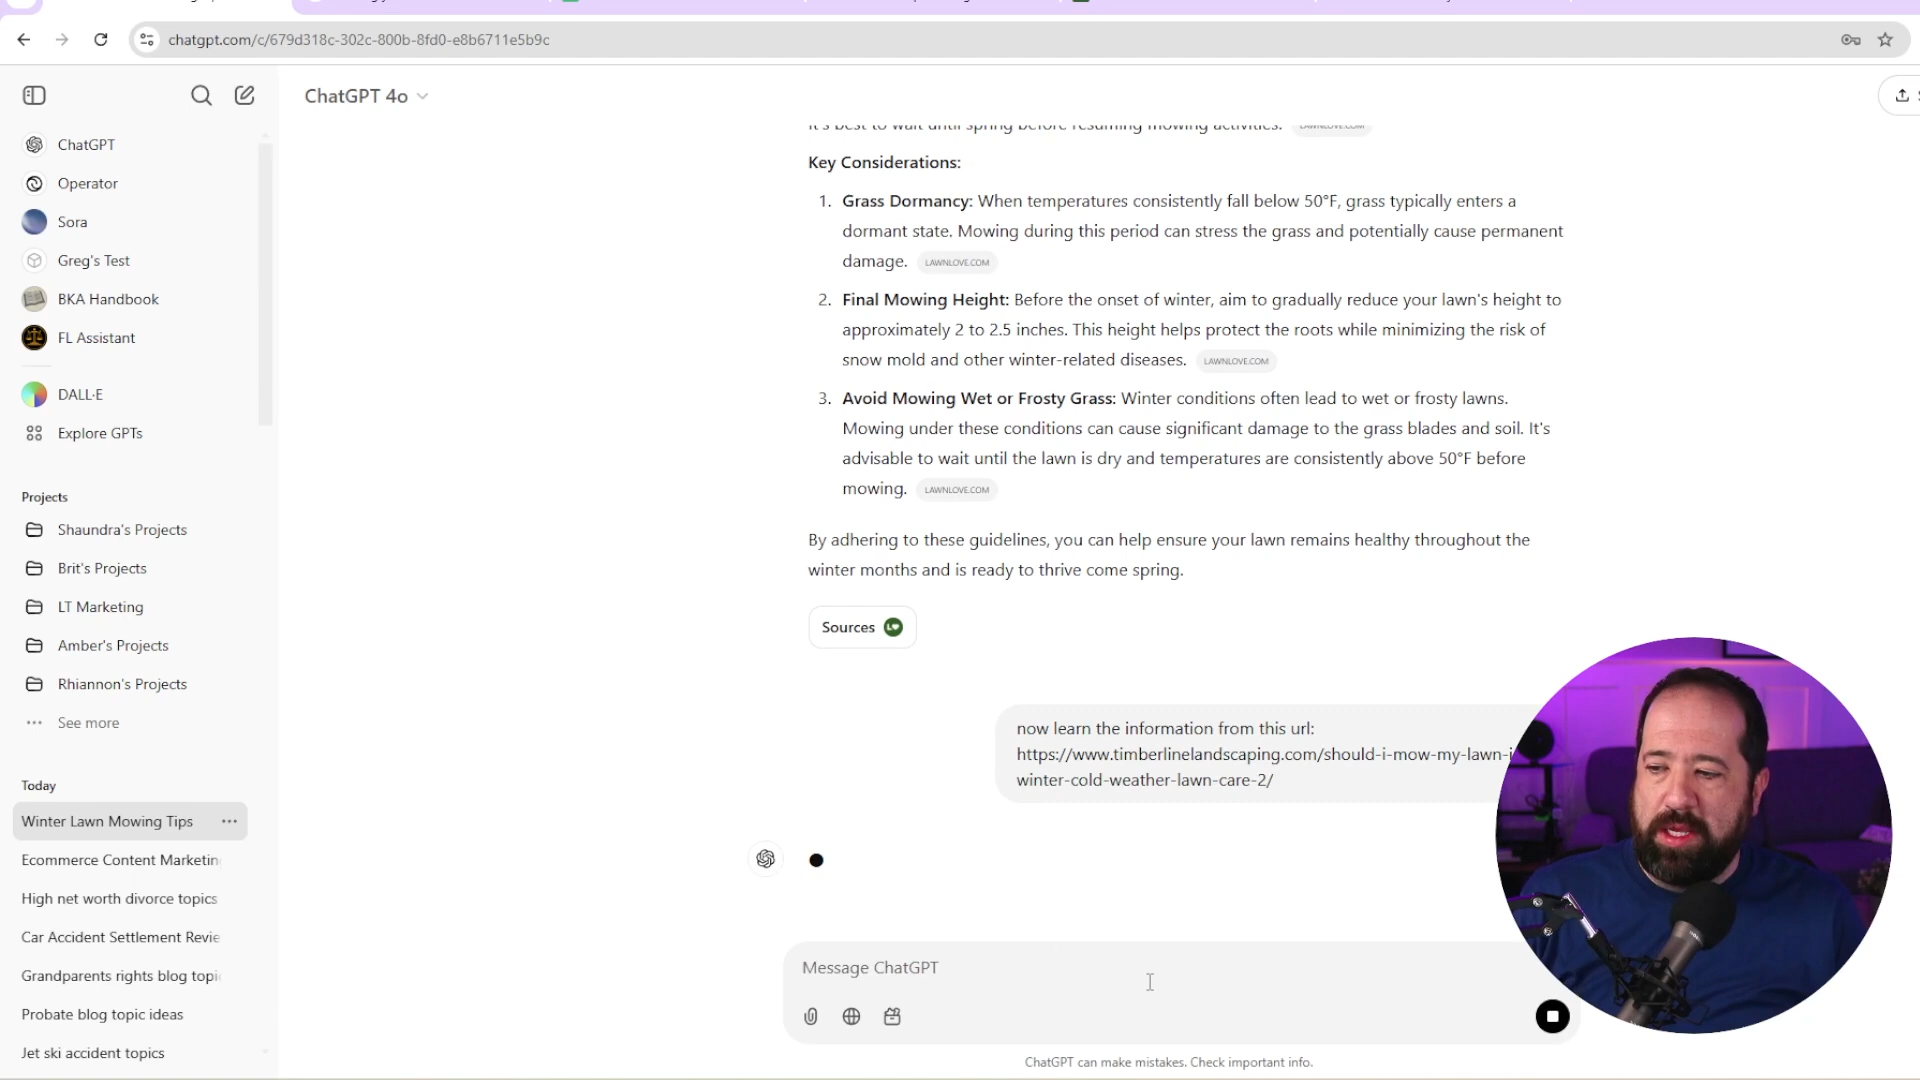 chatgpt.com/c/679d318c-302c-800b-8fd0-e8b6711e5b9c
ChatGPT 4o
ChatGPT
Operator
Sora
Greg's Test
BKA Handbook
FL Assistant
DALL·E
Explore GPTs
Projects
Shaundra's Projects
Brit's Projects
LT Marketing
Amber's Projects
Rhiannon's Projects
See more
Today
Winter Lawn Mowing Tips
Ecommerce Content Marketin
High net worth divorce topics
Car Accident Settlement Revie
Grandparents rights blog topi
Probate blog topic ideas
Jet ski accident topics
It's best to wait until spring before resuming mowing activities. LAWNLOVE.COM
Key Considerations:
1. Grass Dormancy: When temperatures consistently fall below 50°F, grass typically enters a
dormant state. Mowing during this period can stress the grass and potentially cause permanent
damage. LAWNLOVE.COM
2. Final Mowing Height: Before the onset of winter, aim to gradually reduce your lawn's height to
approximately 2 to 2.5 inches. This height helps protect the roots while minimizing the risk of
snow mold and other winter-related diseases. LAWNLOVE.COM
3. Avoid Mowing Wet or Frosty Grass: Winter conditions often lead to wet or frosty lawns.
Mowing under these conditions can cause significant damage to the grass blades and soil. It's
advisable to wait until the lawn is dry and temperatures are consistently above 50°F before
mowing. LAWNLOVE.COM
By adhering to these guidelines, you can help ensure your lawn remains healthy throughout the
winter months and is ready to thrive come spring.
Sources
now learn the information from this url:
https://www.timberlinelandscaping.com/should-i-mow-my-lawn-i
winter-cold-weather-lawn-care-2/
Message ChatGPT
ChatGPT can make mistakes. Check important info.